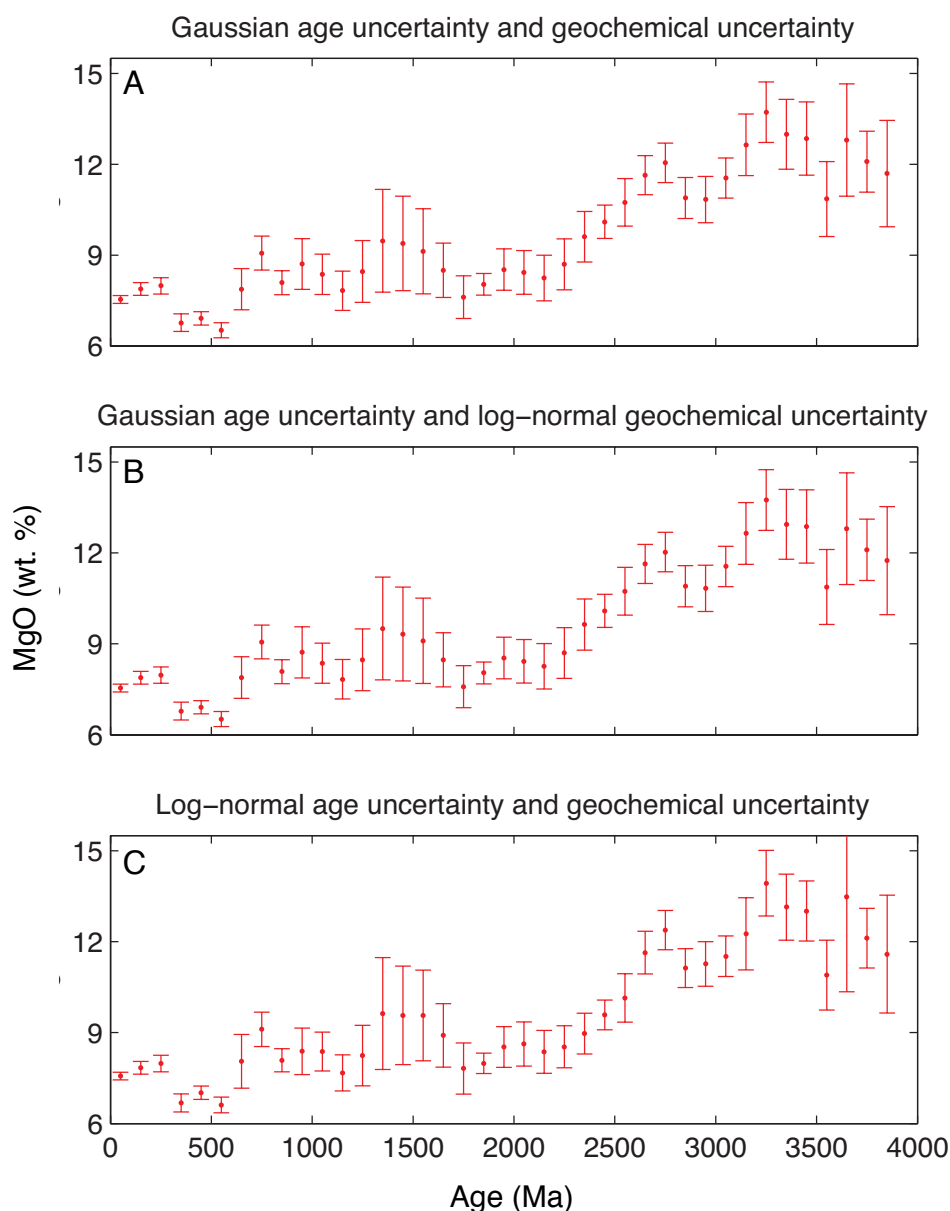 Gaussian age uncertainty and geochemical uncertainty
A
15
12
9
6
Gaussian age uncertainty and log−normal geochemical uncertainty
B
15
12
9
6
MgO (wt. %)
Log−normal age uncertainty and geochemical uncertainty
C
15
12
9
6
0 500 1000 1500 2000 2500 3000 3500 4000
Age (Ma)